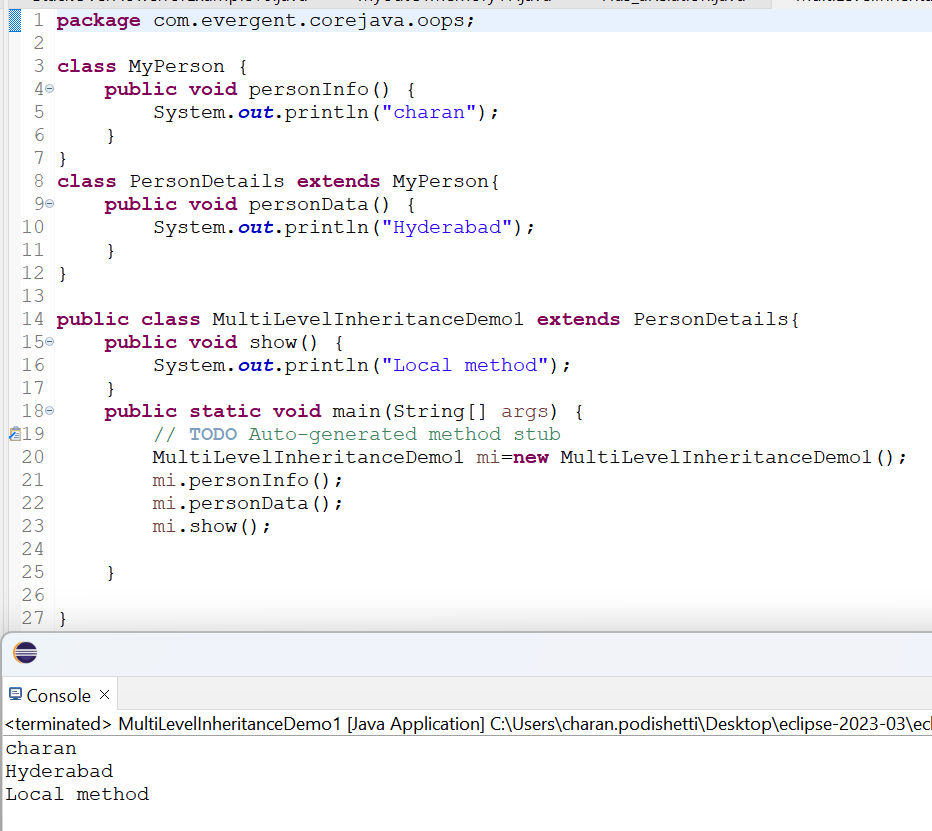 1 package com.evergent.corejava.oops;
2
3 class MyPerson {
4 public void personInfo() {
5 System.out.println("charan");
6 }
7 }
8 class PersonDetails extends MyPerson{
9 public void personData() {
10 System.out.println("Hyderabad");
11 }
12 }
13
14 public class MultiLevelInheritanceDemo1 extends PersonDetails{
15 public void show() {
16 System.out.println("Local method");
17 }
18 public static void main(String[] args) {
19 // TODO Auto-generated method stub
20 MultiLevelInheritanceDemo1 mi=new MultiLevelInheritanceDemo1();
21 mi.personInfo();
22 mi.personData();
23 mi.show();
24
25 }
26
27 }
Console ×
<terminated> MultiLevelInheritanceDemo1 [Java Application] C:\Users\charan.podishetti\Desktop\eclipse-2023-03\ecl
charan
Hyderabad
Local method